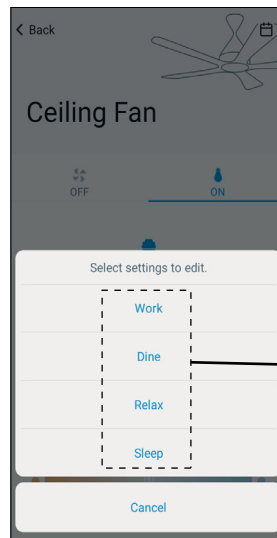 Back
Ceiling Fan
OFF
ON
Select settings to edit.
Work
Dine
Relax
Sleep
Cancel